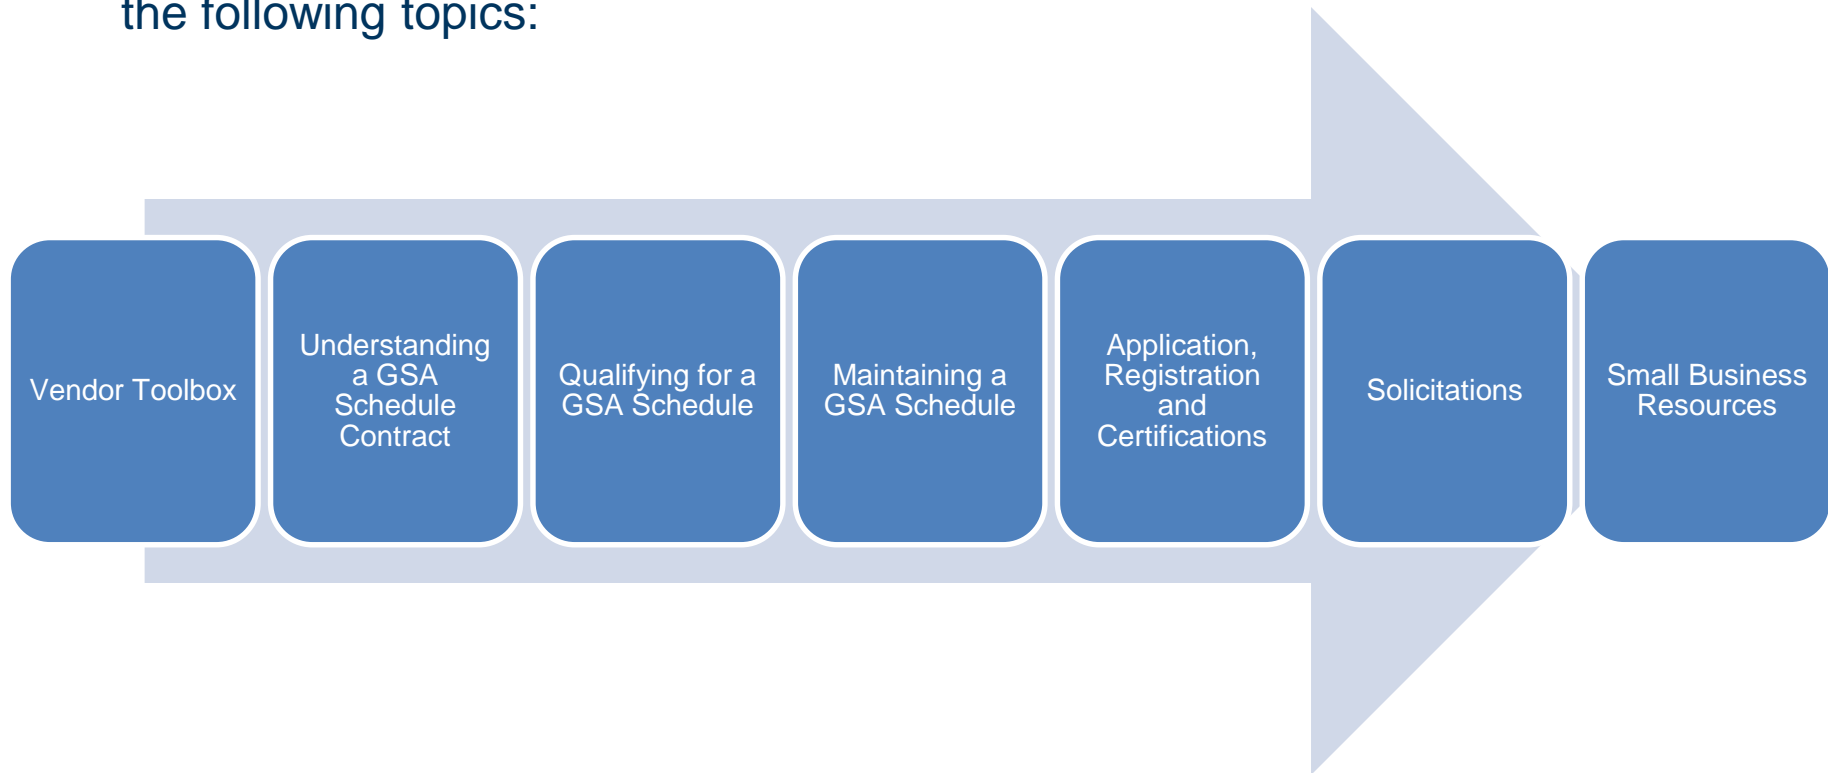 the following topics:
Vendor Toolbox
Understanding
a GSA
Schedule
Contract
Qualifying for a
GSA Schedule
Maintaining a
GSA Schedule
Application,
Registration
and
Certifications
Solicitations
Small Business
Resources